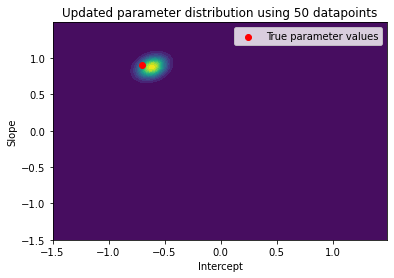 Updated parameter distribution using 50 datapoints
True parameter values
1.0
0.5
0.0
−0.5
−1.0
−1.5
Slope
−1.5 −1.0 −0.5 0.0 0.5 1.0
Intercept